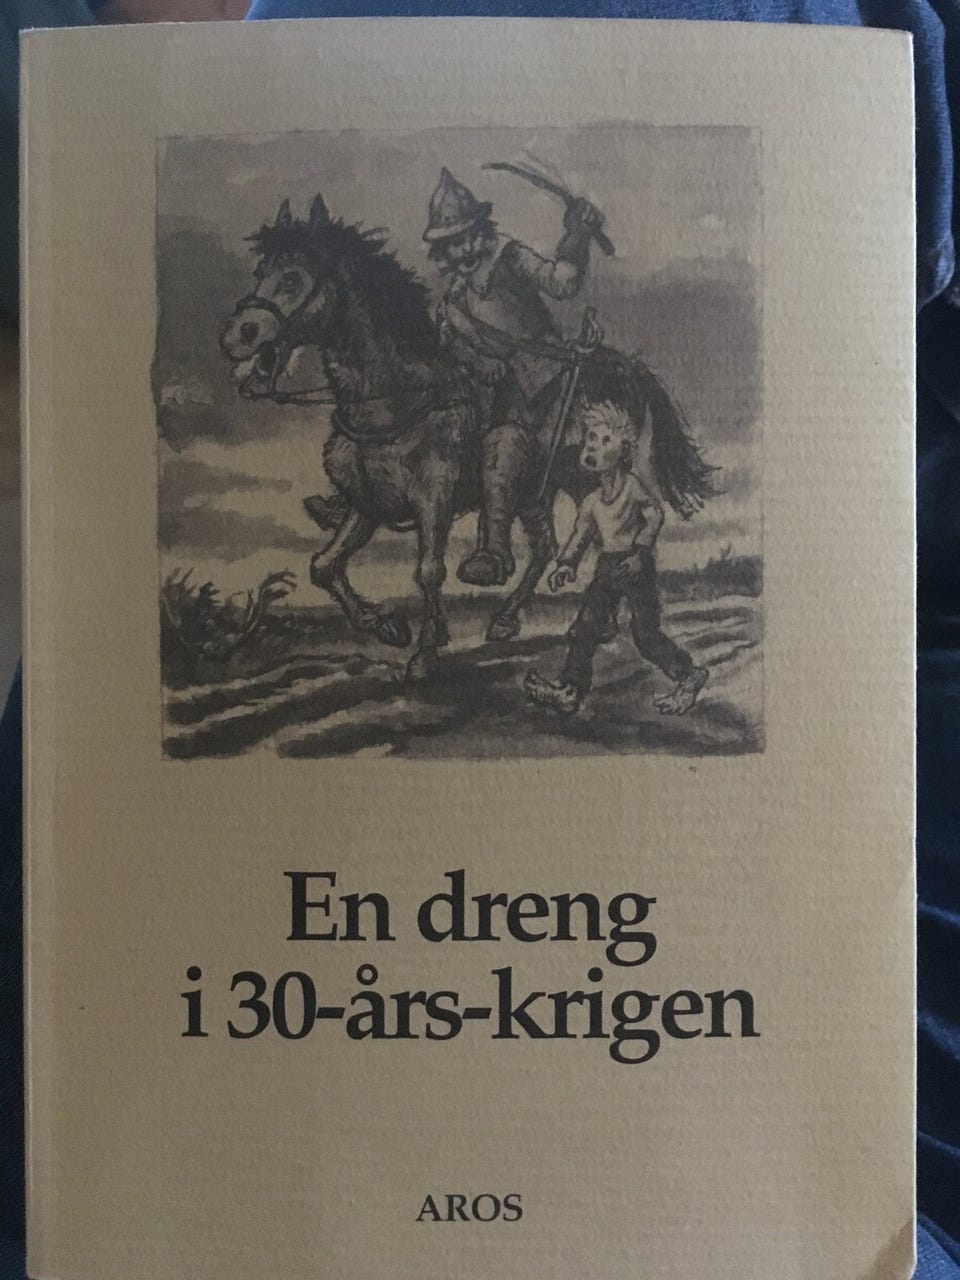 En dreng
i 30-års-krigen
AROS